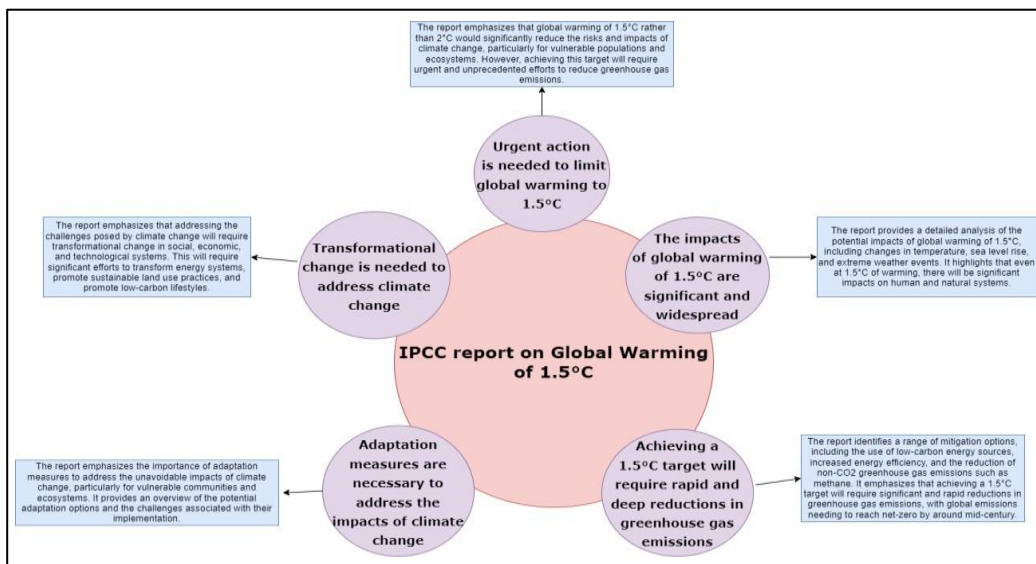 The report emphasizes that global warming of 1.5°C rather
than 2°C would significantly reduce the risks and impacts of
climate change, particularly for vulnerable populations and
ecosystems. However, achieving this target will require
urgent and unprecedented efforts to reduce greenhouse gas
emissions.
Urgent action
is needed to limit
global warming to
1.5°C
The report emphasizes that addressing the
challenges posed by climate change will require
transformational change in social, economic,
and technological systems. This will require
significant efforts to transform energy systems,
promote sustainable land use practices, and
promote low-carbon lifestyles.
Transformational
change is needed to
address climate
change
The impacts
of global warming
of 1.5°C are
significant and
widespread
The report provides a detailed analysis of the
potential impacts of global warming of 1.5°C,
including changes in temperature, sea level rise,
and extreme weather events. It highlights that even
at 1.5°C of warming, there will be significant
impacts on human and natural systems.
IPCC report on Global Warming
of 1.5°C
The report emphasizes the importance of adaptation
measures to address the unavoidable impacts of climate
change, particularly for vulnerable communities and
ecosystems. It provides an overview of the potential
adaptation options and the challenges associated with their
implementation.
Adaptation
measures are
necessary to
address the
impacts of climate
change
Achieving a
1.5°C target will
require rapid and
deep reductions in
greenhouse gas
emissions
The report identifies a range of mitigation options,
including the use of low-carbon energy sources,
increased energy efficiency, and the reduction of
non-CO2 greenhouse gas emissions such as
methane. It emphasizes that achieving a 1.5°C
target will require significant and rapid reductions in
greenhouse gas emissions, with global emissions
needing to reach net-zero by around mid-century.